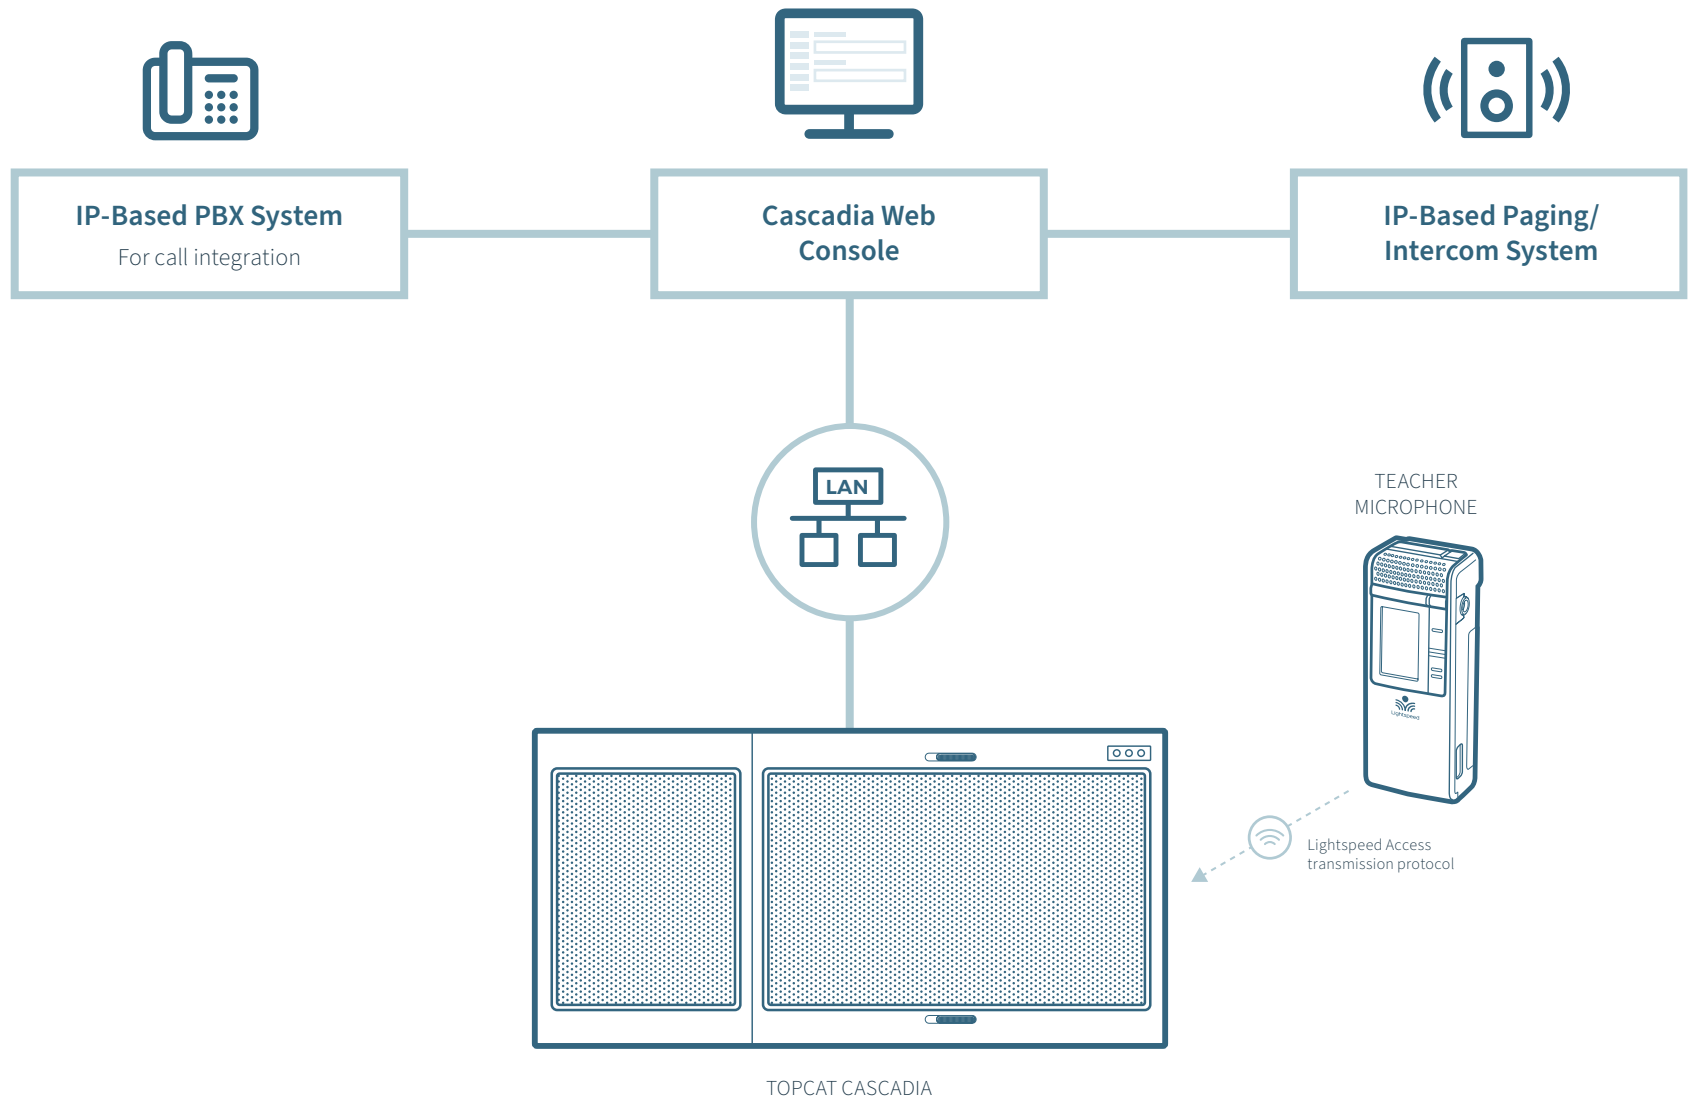 IP-Based PBX System
For call integration
Cascadia Web
Console
IP-Based Paging/
Intercom System
LAN
TEACHER
MICROPHONE
Lightspeed
Lightspeed Access
transmission protocol
TOPCAT CASCADIA